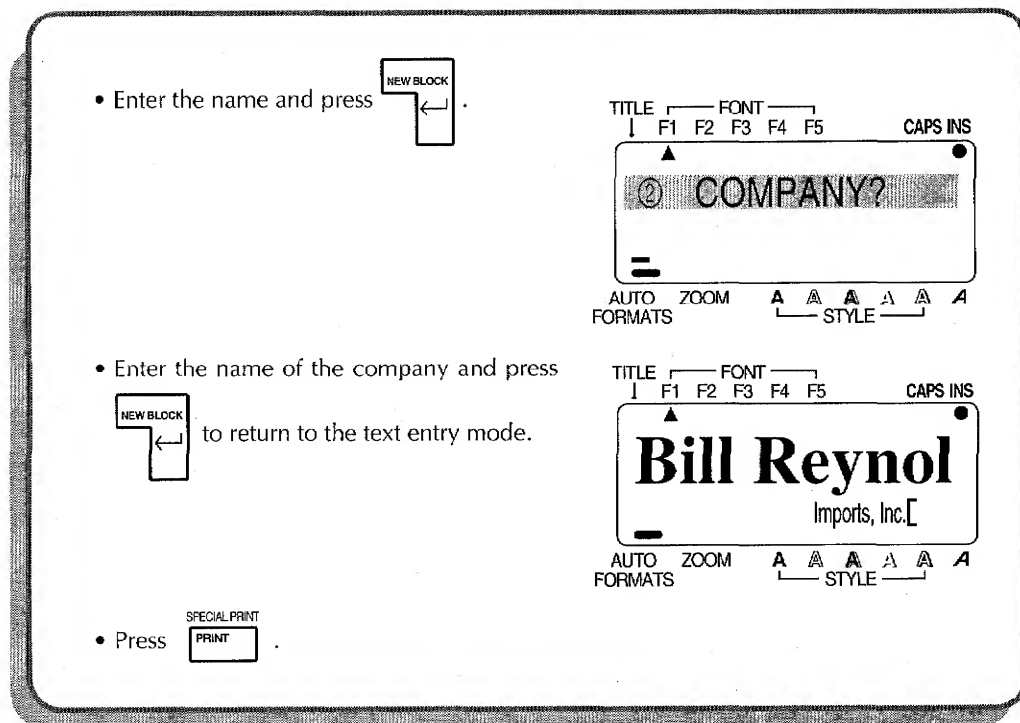 • Enter the name and press NEW BLOCK ↵ .
TITLE FONT
F1 F2 F3 F4 F5 CAPS INS
② COMPANY?
AUTO FORMATS ZOOM A A A A A A
STYLE
• Enter the name of the company and press
NEW BLOCK ↵ to return to the text entry mode.
TITLE FONT
F1 F2 F3 F4 F5 CAPS INS
Bill Reynol
Imports, Inc.
AUTO FORMATS ZOOM A A A A A A
STYLE
SPECIAL PRINT
• Press PRINT .